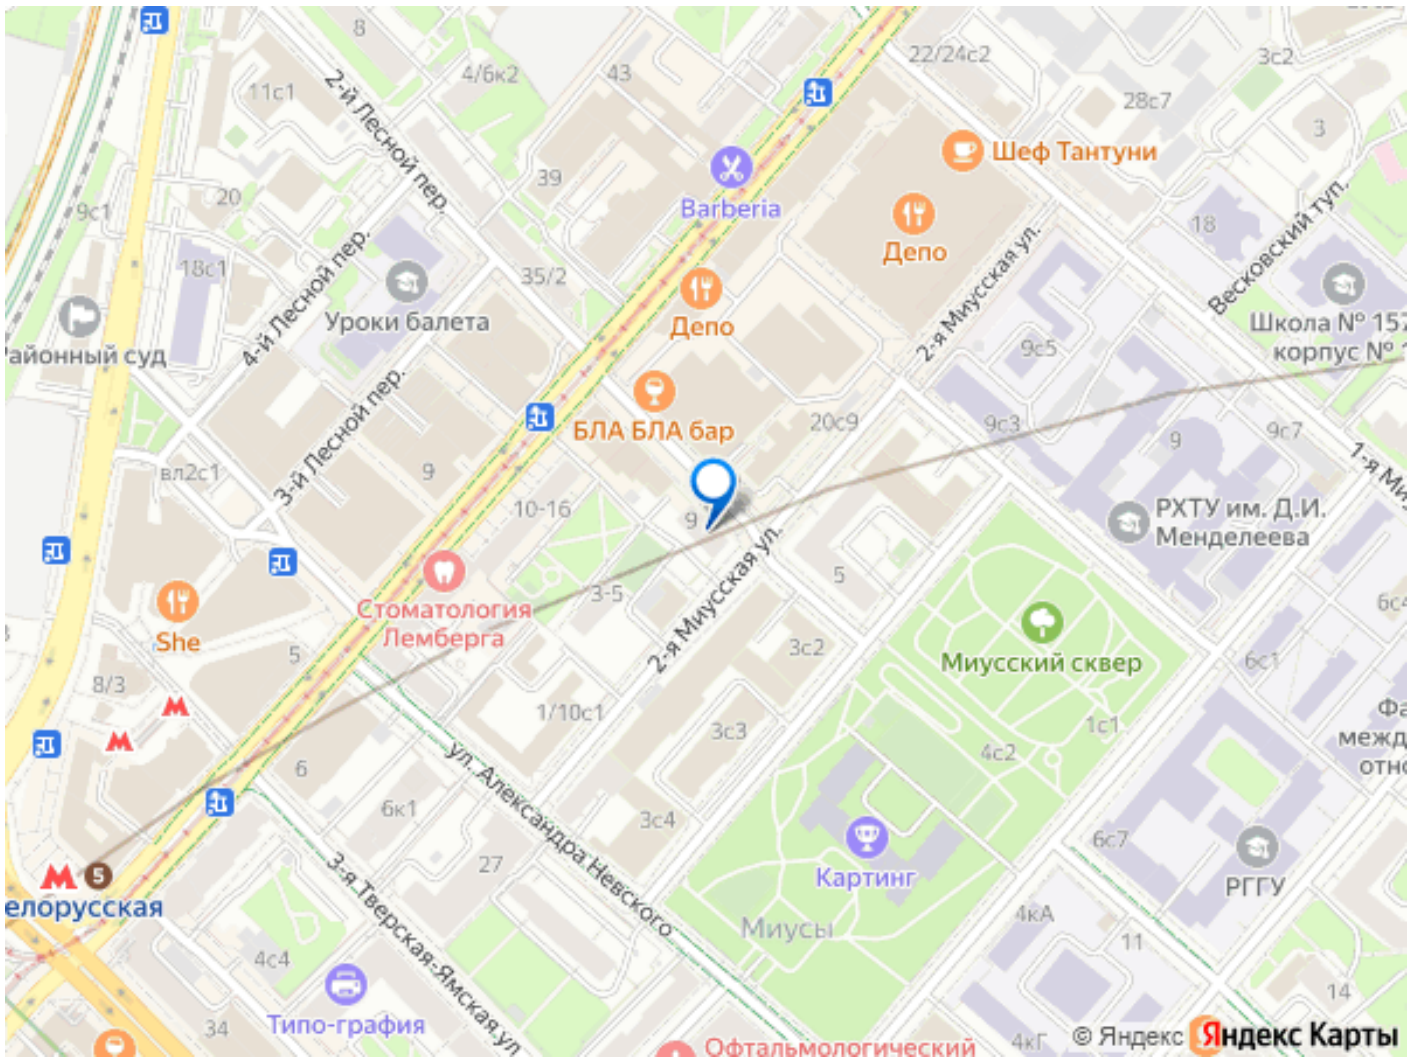 8
4/6к2
43
22/24с2
3с2
11с1
2-й Лесной пер.
28с7
3
Шеф Тантуни
39
Barberia
20
9с1
18
Депо
Весковский туп.
18с1
4-й Лесной пер.
35/2
2-я Миусская ул.
Уроки балета
Депо
Школа № 157
корпус № 1
айонный суд
9с5
3-й Лесной пер.
БЛА БЛА бар
20с9
9с3
9
9с7
1-я Ми
вл2с1
9
10-16
9
РХТУ им. Д.И.
Менделеева
2-я Миусская ул.
5
3-5
Стоматология
Лемберга
She
6с4
5
3с2
Миусский сквер
6с1
8/3
М
М
1/10с1
3с3
1с1
4с2
Фа
межд
отно
6
6к1
ул. Александра Невского
3с4
27
6с7
3-я Тверская-Ямская ул
Картинг
М 5
елорусская
РГГУ
4кА
Миусы
11
4с4
14
34
Типо-графия
Офтальмологический
4кГ
© Яндекс
Яндекс Карты